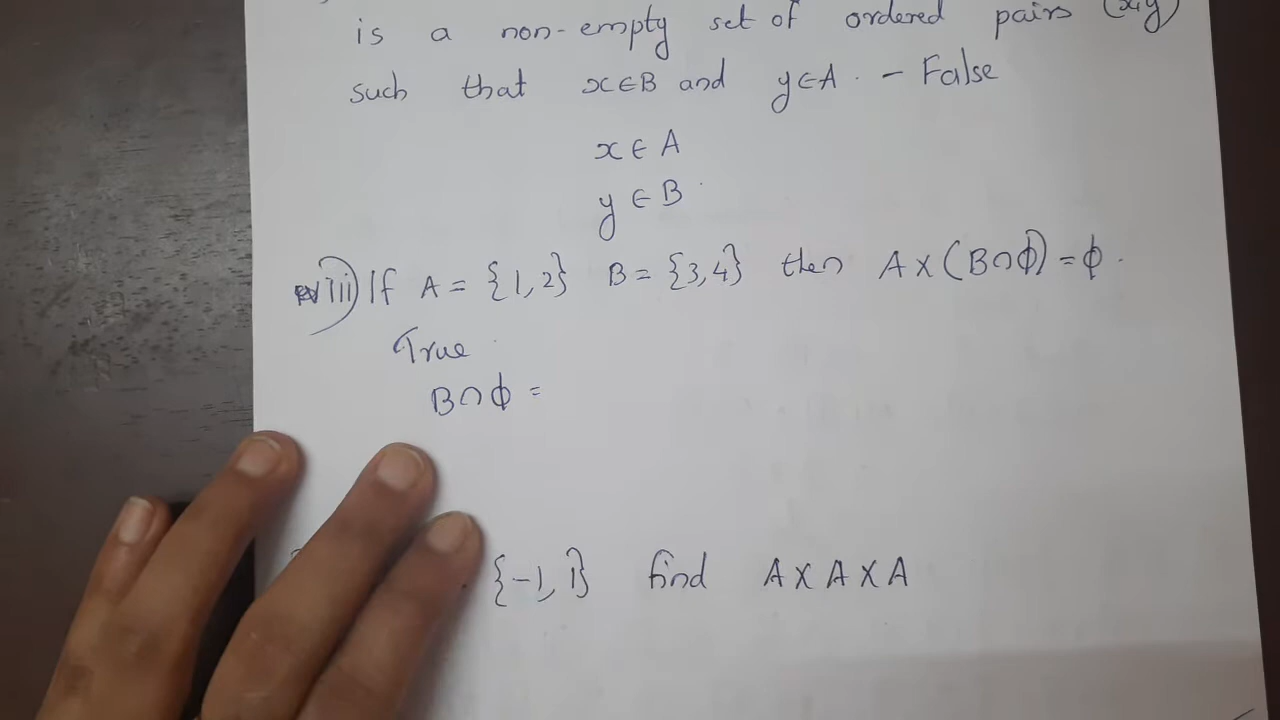 is a non-empty set of ordered pairs (x,y)
such that x∈B and y∈A. - False
x ∈ A
y ∈ B
iii) If A = {1,2} B = {3,4} then A×(B∩ϕ) = ϕ.
True
B∩ϕ =
{-1, 1} find A×A×A